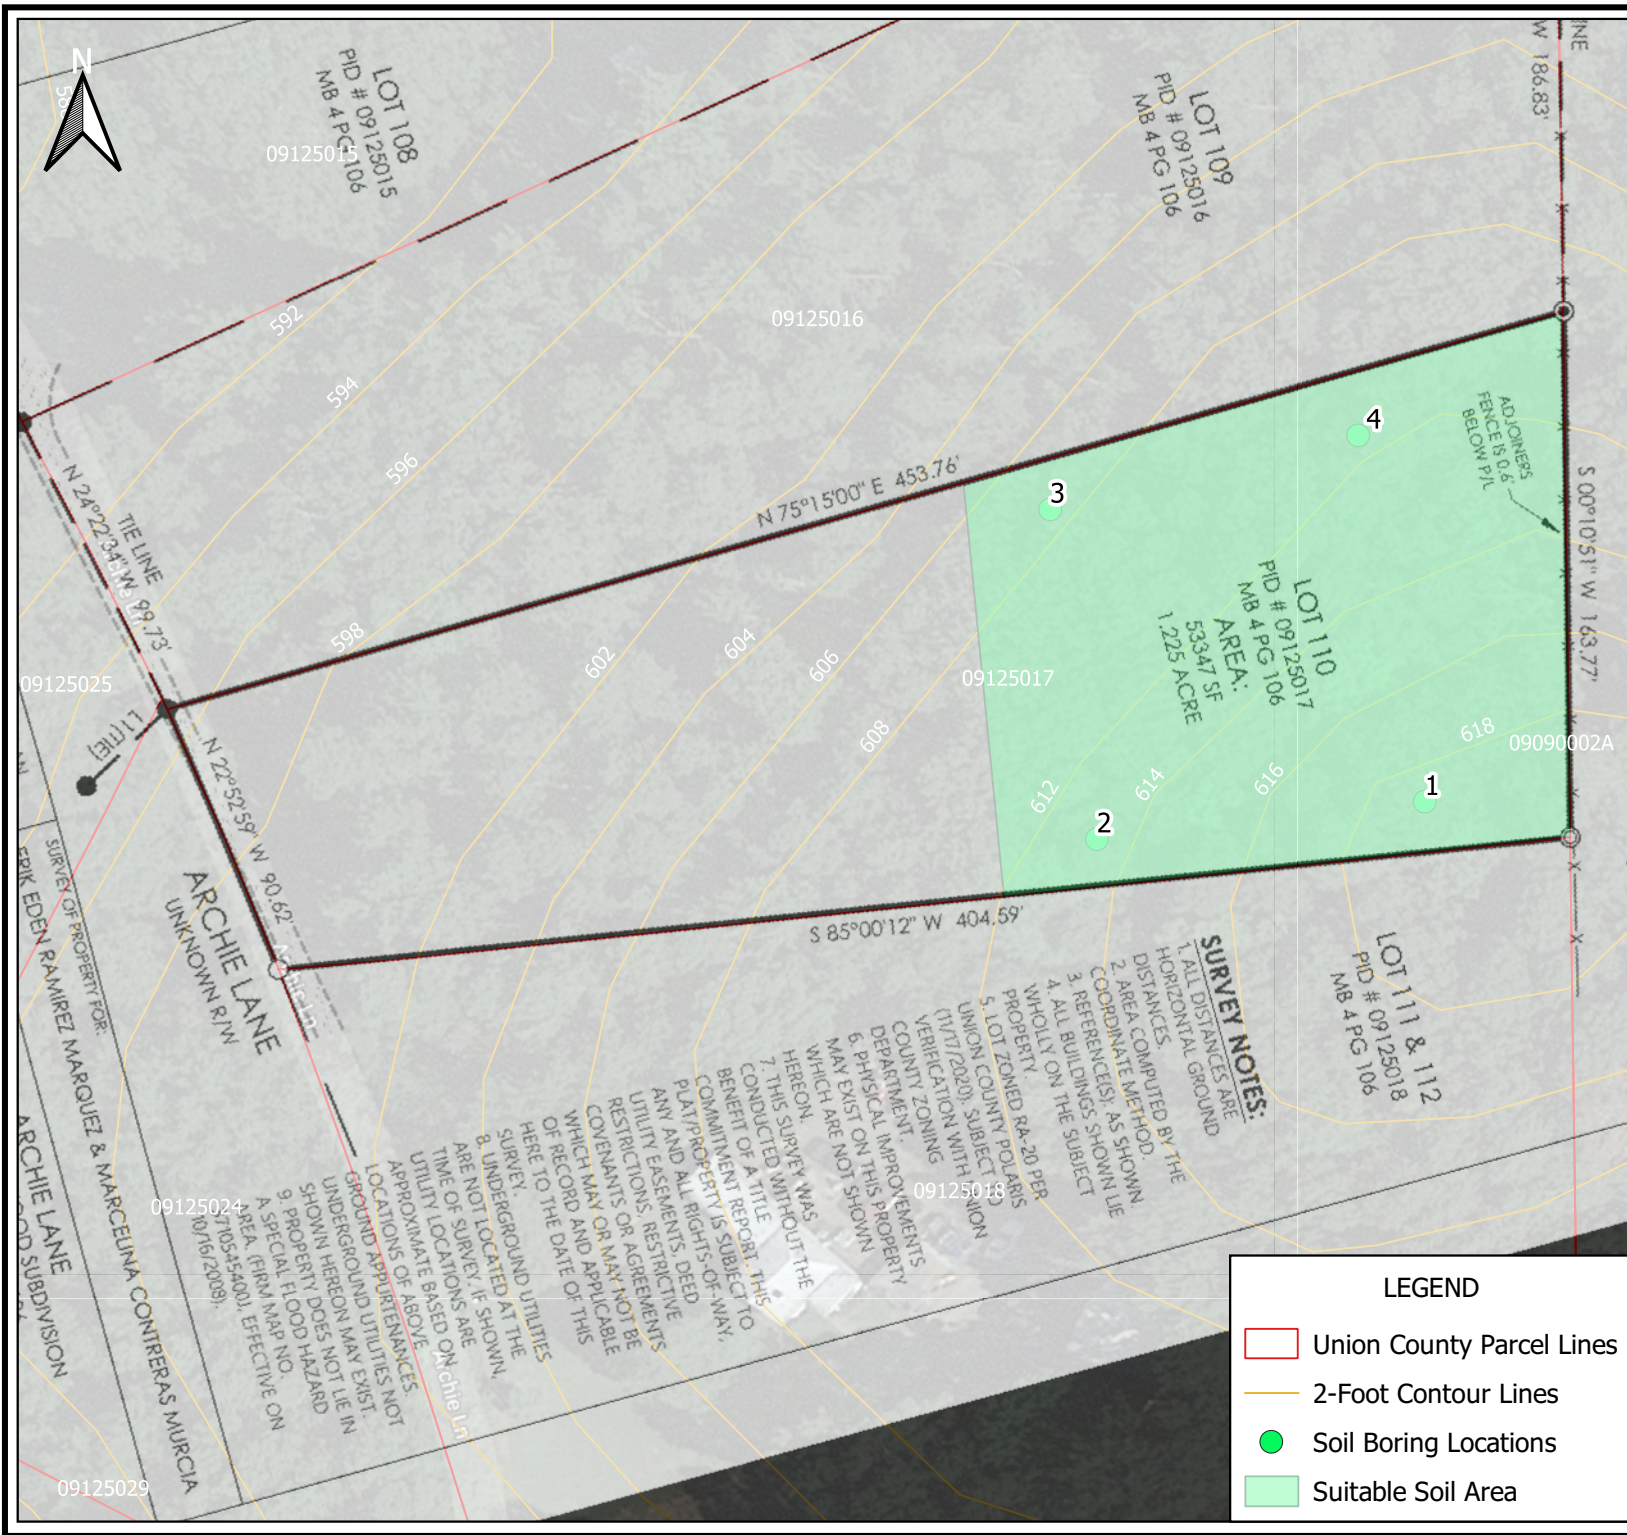 N
LOT 108
PID # 09125015
MB 4 PG 106
09125015
LOT 109
PID # 09125016
MB 4 PG 106
W 186.83'
09125016
592
594
596
598
602
604
606
608
612
614
616
618
N 24°22'34" W 99.73'
TIE LINE
Archie Ln
09125025
L1(TIE)
N 75°15'00" E 453.76'
3
4
ADJOINERS
FENCE IS 0.6'
BELOW P/L
S 00°10'51" W 163.77'
LOT 110
PID # 09125017
MB 4 PG 106
AREA:
53347 SF
1.225 ACRE
09125017
09090002A
1
2
N 22°52'59" W 90.62'
ARCHIE LANE
UNKNOWN R/W
Archie Ln
S 85°00'12" W 404.59'
LOT 111 & 112
PID # 09125018
MB 4 PG 106
09125018
SURVEY NOTES:
1. ALL DISTANCES ARE
HORIZONTAL GROUND
DISTANCES.
2. AREA COMPUTED BY THE
COORDINATE METHOD.
3. REFERENCE(S): AS SHOWN.
4. ALL BUILDINGS SHOWN LIE
WHOLLY ON THE SUBJECT
PROPERTY.
5. LOT ZONED RA-20 PER
UNION COUNTY POLARIS
(11/17/2020). SUBJECT TO
VERIFICATION WITH UNION
COUNTY ZONING
DEPARTMENT.
6. PHYSICAL IMPROVEMENTS
MAY EXIST ON THIS PROPERTY
WHICH ARE NOT SHOWN
HEREON.
7. THIS SURVEY WAS
CONDUCTED WITHOUT THE
BENEFIT OF A TITLE
COMMITMENT REPORT. THIS
PLAT/PROPERTY IS SUBJECT TO
ANY AND ALL RIGHTS-OF-WAY,
UTILITY EASEMENTS, DEED
RESTRICTIONS, RESTRICTIVE
COVENANTS OR AGREEMENTS
WHICH MAY OR MAY NOT BE
OF RECORD AND APPLICABLE
HERE TO THE DATE OF THIS
SURVEY.
8. UNDERGROUND UTILITIES
ARE NOT LOCATED AT THE
TIME OF SURVEY, IF SHOWN,
UTILITY LOCATIONS ARE
APPROXIMATE BASED ON
LOCATIONS OF ABOVE
GROUND APPURTENANCES.
UNDERGROUND UTILITIES NOT
SHOWN HEREON MAY EXIST.
9. PROPERTY DOES NOT LIE IN
A SPECIAL FLOOD HAZARD
AREA. (FIRM MAP NO.
3710545400J, EFFECTIVE ON
10/16/2008).
Archie Ln
09125024
09125029
SURVEY OF PROPERTY FOR:
ERIK EDEN RAMIREZ MARQUEZ & MARCELINA CONTRERAS MURCIA
ARCHIE LANE
SUBDIVISION
LEGEND
Union County Parcel Lines
2-Foot Contour Lines
Soil Boring Locations
Suitable Soil Area